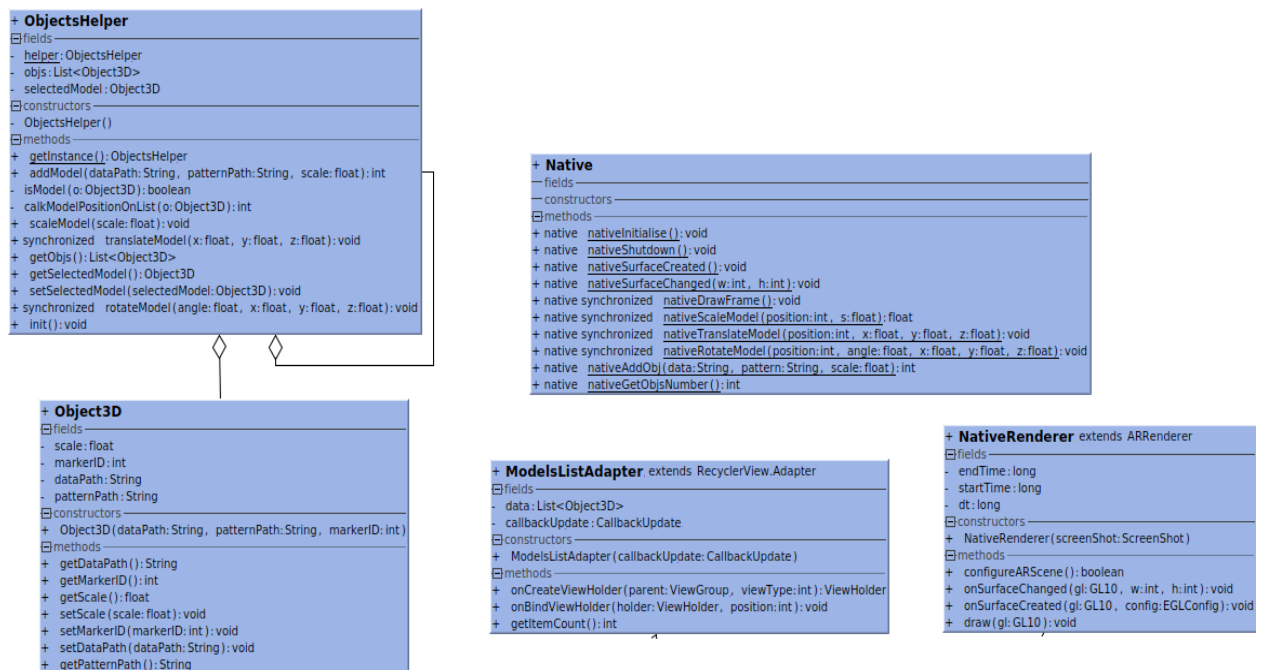 + ObjectsHelper
fields
- helper:ObjectsHelper
- objs:List<Object3D>
- selectedModel:Object3D
constructors
- ObjectsHelper()
methods
+ getInstance():ObjectsHelper
+ addModel(dataPath:String, patternPath:String, scale:float):int
- isModel(o:Object3D):boolean
- calkModelPositionOnList(o:Object3D):int
+ scaleModel(scale:float):void
+ synchronized translateModel(x:float, y:float, z:float):void
+ getObjs():List<Object3D>
+ getSelectedModel():Object3D
+ setSelectedModel(selectedModel:Object3D):void
+ synchronized rotateModel(angle:float, x:float, y:float, z:float):void
+ init():void
+ Native
fields
constructors
methods
+ native nativeInitialise():void
+ native nativeShutdown():void
+ native nativeSurfaceCreated():void
+ native nativeSurfaceChanged(w:int, h:int):void
+ native synchronized nativeDrawFrame():void
+ native synchronized nativeScaleModel(position:int, s:float):float
+ native synchronized nativeTranslateModel(position:int, x:float, y:float, z:float):void
+ native synchronized nativeRotateModel(position:int, angle:float, x:float, y:float, z:float):void
+ native nativeAddObj(data:String, pattern:String, scale:float):int
+ native nativeGetObjsNumber():int
+ Object3D
fields
- scale:float
- markerID:int
- dataPath:String
- patternPath:String
constructors
+ Object3D(dataPath:String, patternPath:String, markerID:int)
methods
+ getDataPath():String
+ getMarkerID():int
+ getScale():float
+ setScale(scale:float):void
+ setMarkerID(markerID:int):void
+ setDataPath(dataPath:String):void
+ getPatternPath():String
+ ModelsListAdapter extends RecyclerView.Adapter
fields
- data:List<Object3D>
- callbackUpdate:CallbackUpdate
constructors
+ ModelsListAdapter(callbackUpdate:CallbackUpdate)
methods
+ onCreateViewHolder(parent:ViewGroup, viewType:int):ViewHolder
+ onBindViewHolder(holder:ViewHolder, position:int):void
+ getItemCount():int
+ NativeRenderer extends ARRenderer
fields
- endTime:long
- startTime:long
- dt:long
constructors
+ NativeRenderer(screenShot:ScreenShot)
methods
+ configureARScene():boolean
+ onSurfaceChanged(gl:GL10, w:int, h:int):void
+ onSurfaceCreated(gl:GL10, config:EGLConfig):void
+ draw(gl:GL10):void